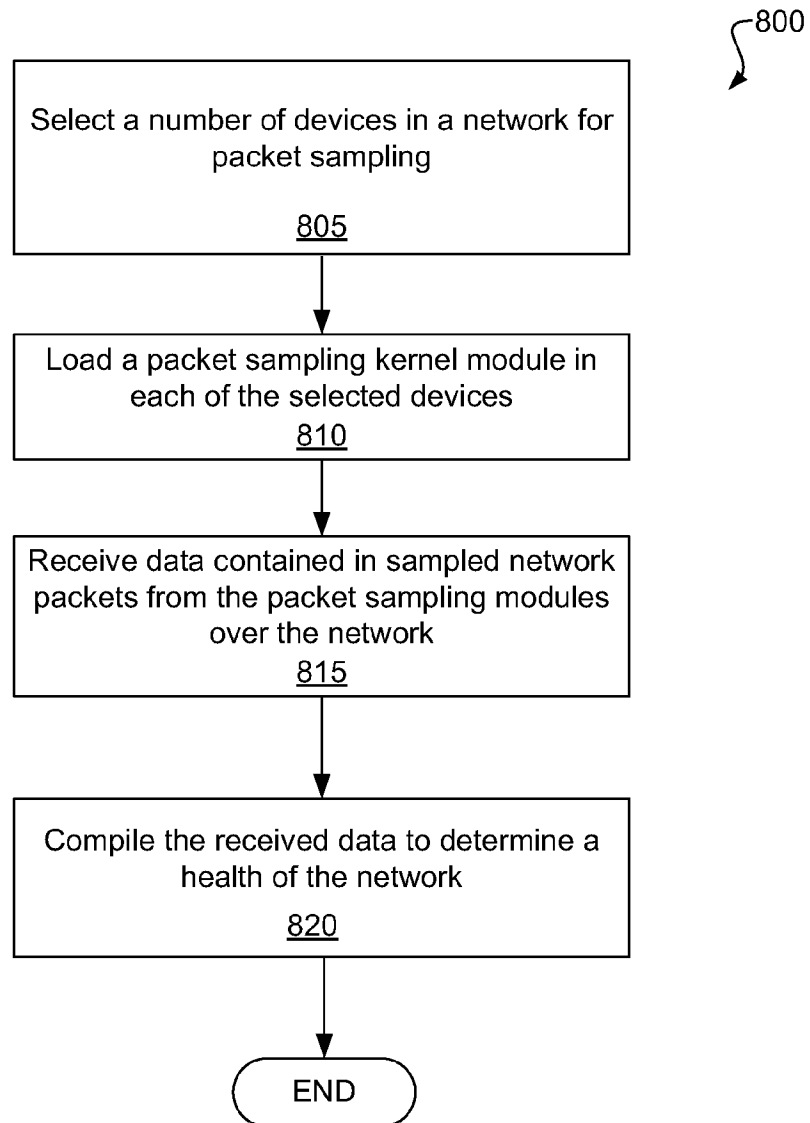 800
Select a number of devices in a network for
packet sampling
805
Load a packet sampling kernel module in
each of the selected devices
810
Receive data contained in sampled network
packets from the packet sampling modules
over the network
815
Compile the received data to determine a
health of the network
820
END